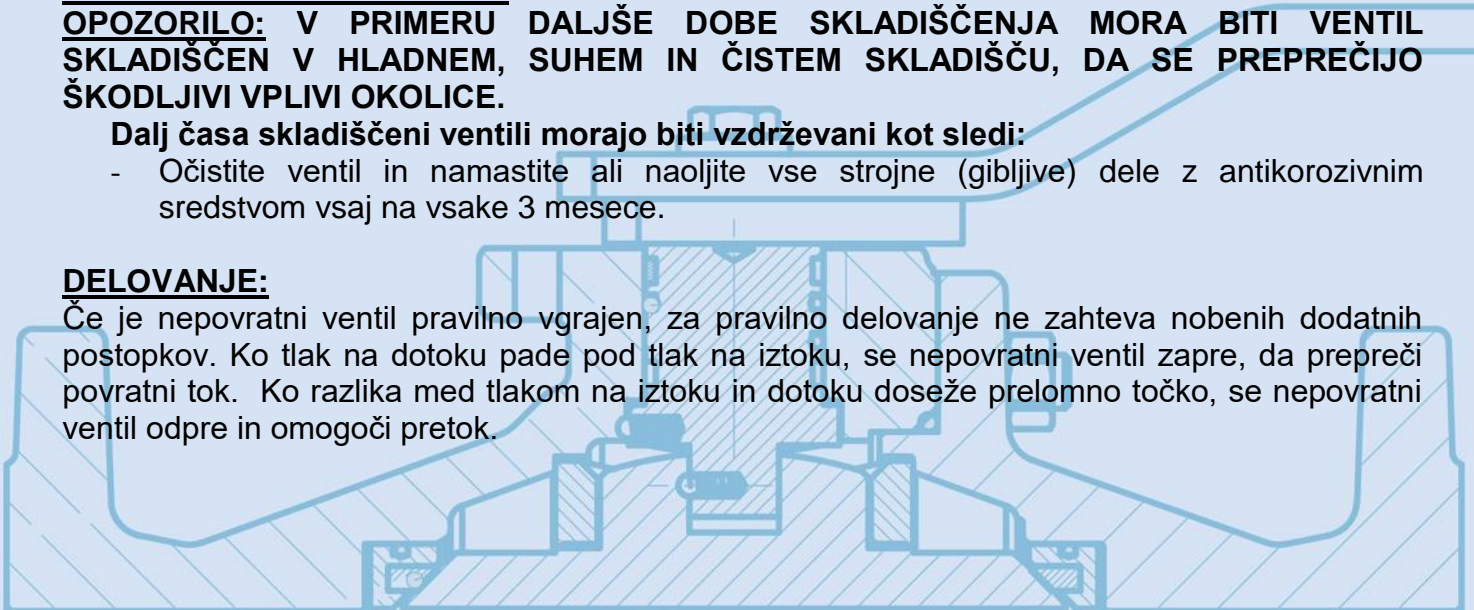 OPOZORILO: V PRIMERU DALJŠE DOBE SKLADIŠČENJA MORA BITI VENTIL
SKLADIŠČEN V HLADNEM, SUHEM IN ČISTEM SKLADIŠČU, DA SE PREPREČIJO
ŠKODLJIVI VPLIVI OKOLICE.
Dalj časa skladiščeni ventili morajo biti vzdrževani kot sledi:
- Očistite ventil in namastite ali naoljite vse strojne (gibljive) dele z antikorozivnim
sredstvom vsaj na vsake 3 mesece.
DELOVANJE:
Če je nepovratni ventil pravilno vgrajen, za pravilno delovanje ne zahteva nobenih dodatnih
postopkov. Ko tlak na dotoku pade pod tlak na iztoku, se nepovratni ventil zapre, da prepreči
povratni tok. Ko razlika med tlakom na iztoku in dotoku doseže prelomno točko, se nepovratni
ventil odpre in omogoči pretok.